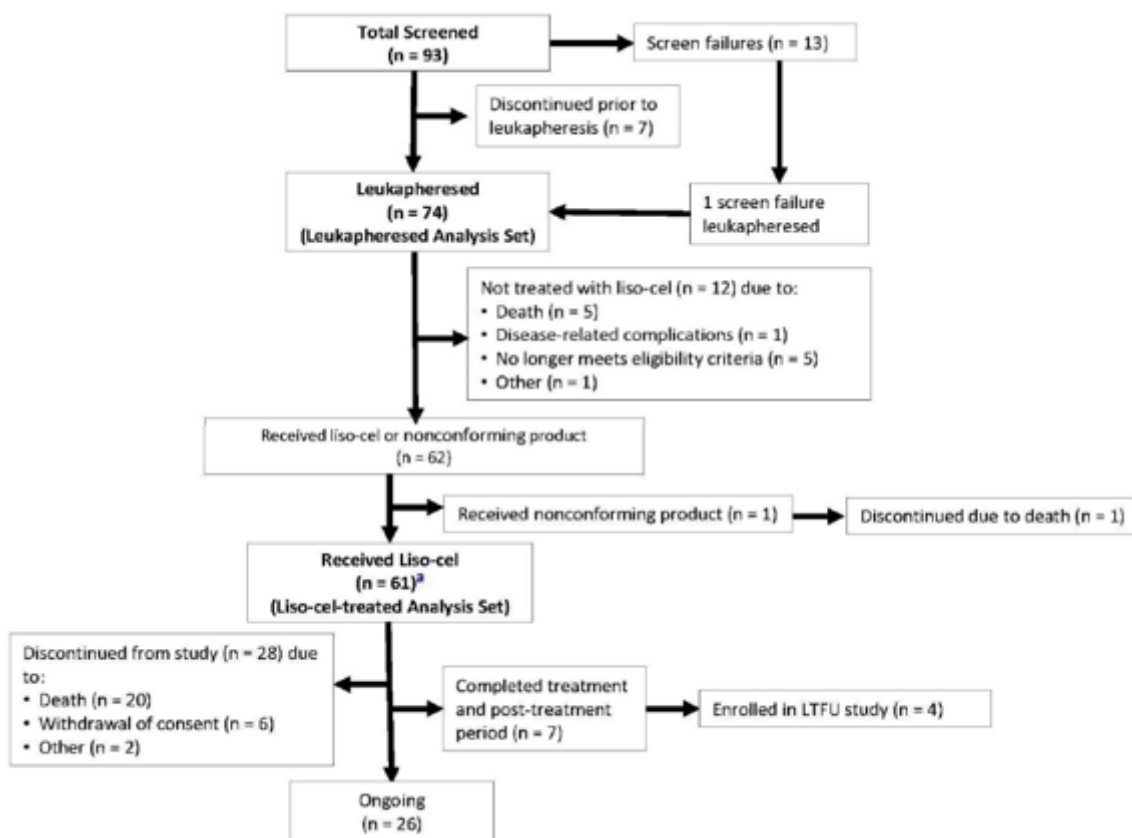 Total Screened
(n = 93)
Screen failures (n = 13)
Discontinued prior to
leukapheresis (n = 7)
Leukapheresed
(n = 74)
(Leukapheresed Analysis Set)
1 screen failure
leukapheresed
Not treated with liso-cel (n = 12) due to:
• Death (n = 5)
• Disease-related complications (n = 1)
• No longer meets eligibility criteria (n = 5)
• Other (n = 1)
Received liso-cel or nonconforming product
(n = 62)
Received nonconforming product (n = 1)
Discontinued due to death (n = 1)
Received Liso-cel
(n = 61)a
(Liso-cel-treated Analysis Set)
Discontinued from study (n = 28) due
to:
• Death (n = 20)
• Withdrawal of consent (n = 6)
• Other (n = 2)
Completed treatment
and post-treatment
period (n = 7)
Enrolled in LTFU study (n = 4)
Ongoing
(n = 26)